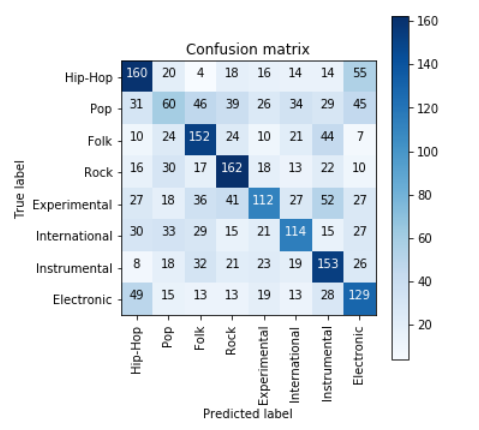 Confusion matrix
True label
Hip-Hop 160 20 4 18 16 14 14 55
Pop 31 60 46 39 26 34 29 45
Folk 10 24 152 24 10 21 44 7
Rock 16 30 17 162 18 13 22 10
Experimental 27 18 36 41 112 27 52 27
International 30 33 29 15 21 114 15 27
Instrumental 8 18 32 21 23 19 153 26
Electronic 49 15 13 13 19 13 28 129
Hip-Hop Pop Folk Rock Experimental International Instrumental Electronic
Predicted label
160
140
120
100
80
60
40
20